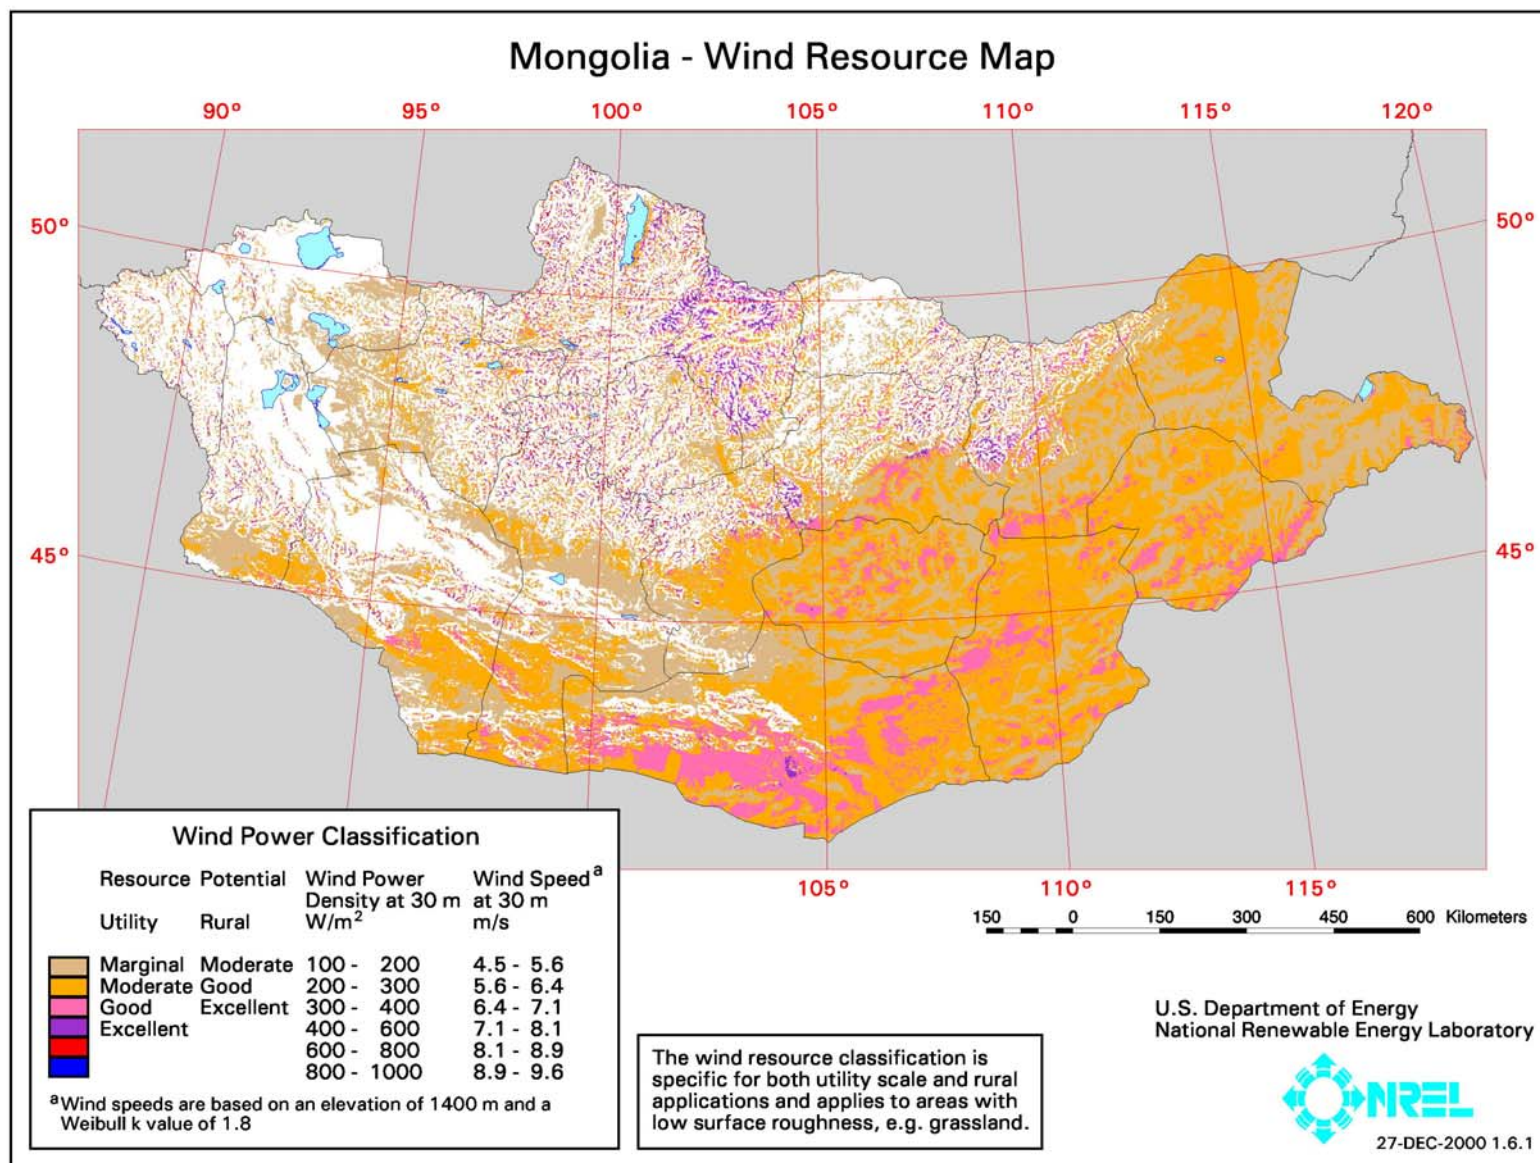 Mongolia - Wind Resource Map
90° 95° 100° 105° 110° 115° 120°
50° 50°
45° 45°
105° 110° 115°
Wind Power Classification
Resource Potential Wind Power Wind Speed a
Density at 30 m at 30 m
Utility Rural W/m2 m/s
Marginal Moderate 100 - 200 4.5 - 5.6
Moderate Good 200 - 300 5.6 - 6.4
Good Excellent 300 - 400 6.4 - 7.1
Excellent 400 - 600 7.1 - 8.1
600 - 800 8.1 - 8.9
800 - 1000 8.9 - 9.6
a Wind speeds are based on an elevation of 1400 m and a
Weibull k value of 1.8
The wind resource classification is
specific for both utility scale and rural
applications and applies to areas with
low surface roughness, e.g. grassland.
150 0 150 300 450 600 Kilometers
U.S. Department of Energy
National Renewable Energy Laboratory
NREL
27-DEC-2000 1.6.1